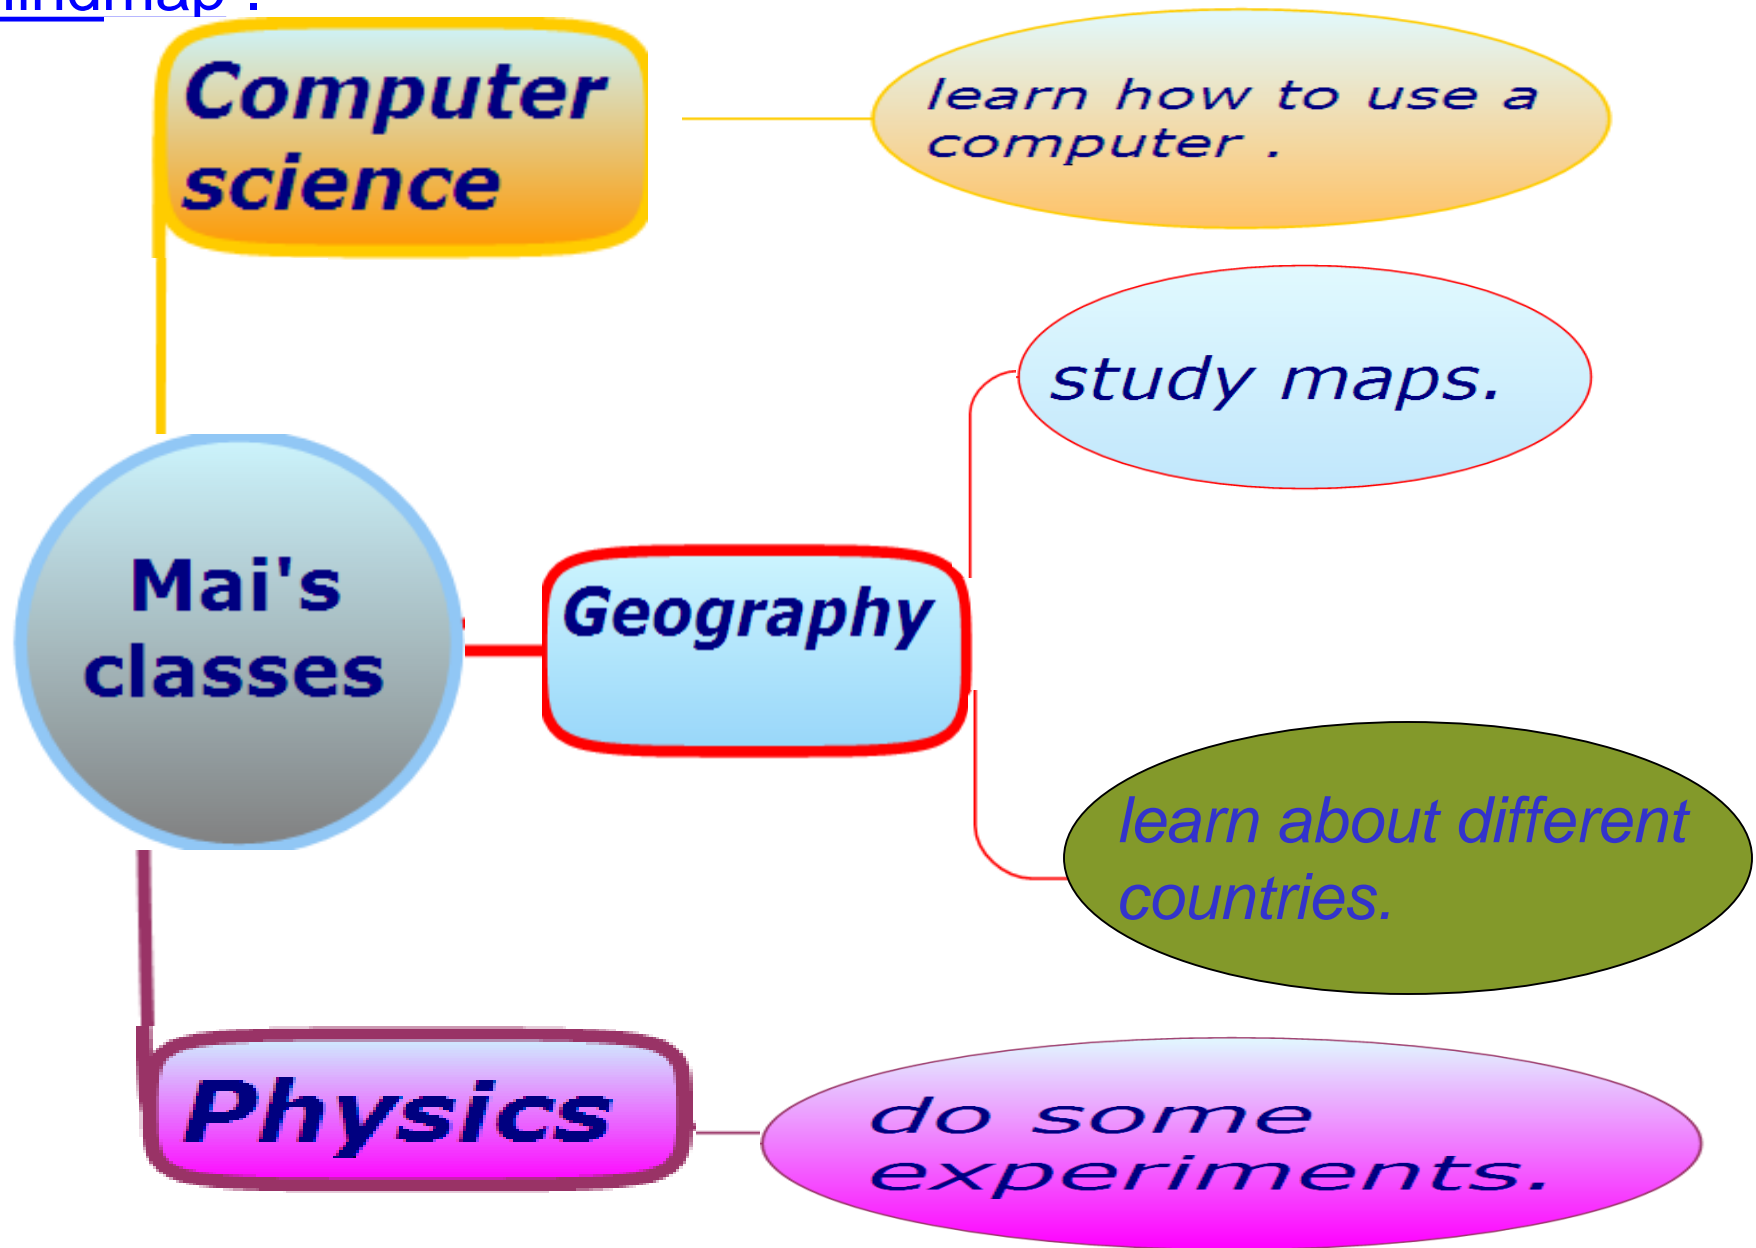 Computer
science
learn how to use a
computer .
study maps.
Mai's
classes
Geography
learn about different
countries.
Physics
do some
experiments.